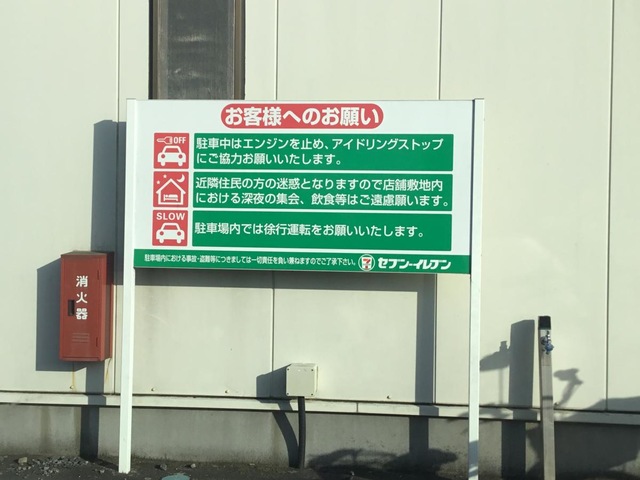 お客様へのお願い
OFF
駐車中はエンジンを止め、アイドリングストップ
にご協力お願いいたします。
近隣住民の方の迷惑となりますので店舗敷地内
における深夜の集会、飲食等はご遠慮願います。
SLOW
駐車場内では徐行運転をお願いいたします。
駐車場内における事故・盗難等につきましては一切責任を負い兼ねますのでご了承下さい。
セブン-イレブン
消火器